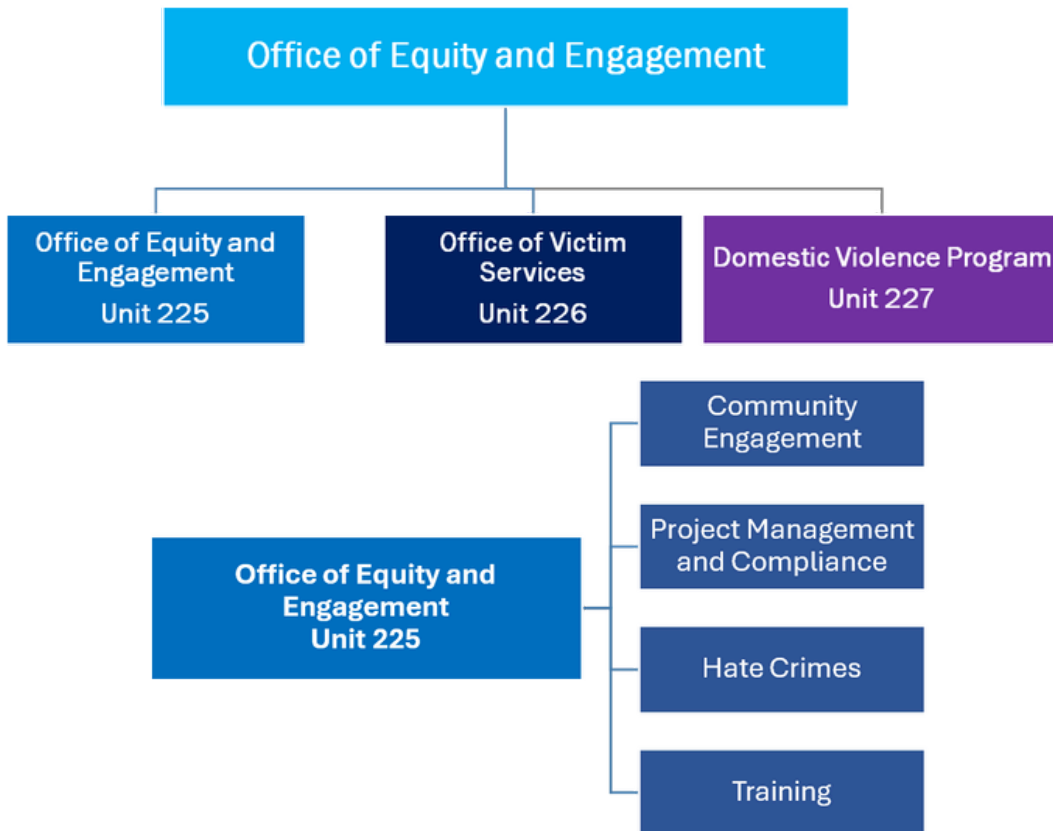 Office of Equity and Engagement
Office of Equity and
Engagement
Unit 225
Office of Victim
Services
Unit 226
Domestic Violence Program
Unit 227
Community
Engagement
Project Management
and Compliance
Office of Equity and
Engagement
Unit 225
Hate Crimes
Training